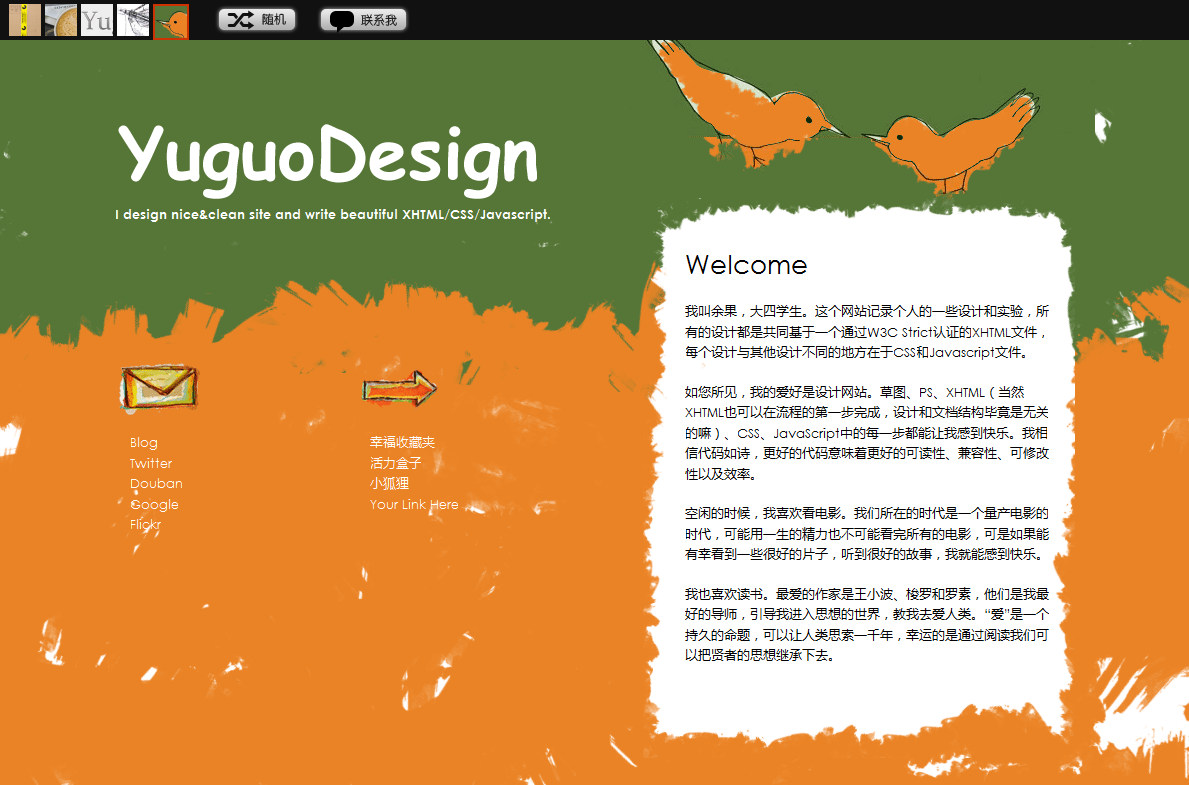 Yu
随机
联系我
YuguoDesign
I design nice&clean site and write beautiful XHTML/CSS/Javascript.
Blog
Twitter
Douban
Google
Flickr
幸福收藏夹
活力盒子
小狐狸
Your Link Here
Welcome
我叫余果，大四学生。这个网站记录个人的一些设计和实验，所
有的设计都是共同基于一个通过W3C Strict认证的XHTML文件，
每个设计与其他设计不同的地方在于CSS和Javascript文件。
如您所见，我的爱好是设计网站。草图、PS、XHTML（当然
XHTML也可以在流程的第一步完成，设计和文档结构毕竟是无关
的嘛）、CSS、JavaScript中的每一步都能让我感到快乐。我相
信代码如诗，更好的代码意味着更好的可读性、兼容性、可修改
性以及效率。
空闲的时候，我喜欢看电影。我们所在的时代是一个量产电影的
时代，可能用一生的精力也不可能看完所有的电影，可是如果能
有幸看到一些很好的片子，听到很好的故事，我就能感到快乐。
我也喜欢读书。最爱的作家是王小波、梭罗和罗素，他们是我最
好的导师，引导我进入思想的世界，教我去爱人类。“爱”是一个
持久的命题，可以让人类思索一千年，幸运的是通过阅读我们可
以把贤者的思想继承下去。